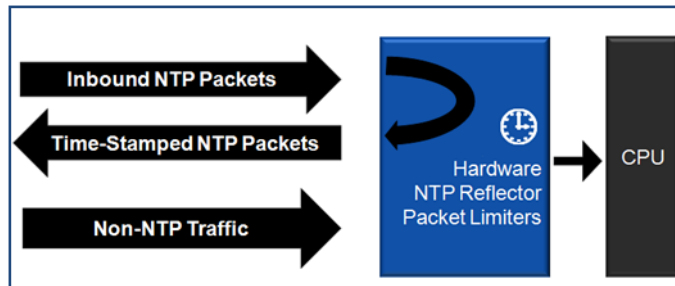 Inbound NTP Packets
Time-Stamped NTP Packets
Non-NTP Traffic
Hardware
NTP Reflector
Packet Limiters
CPU